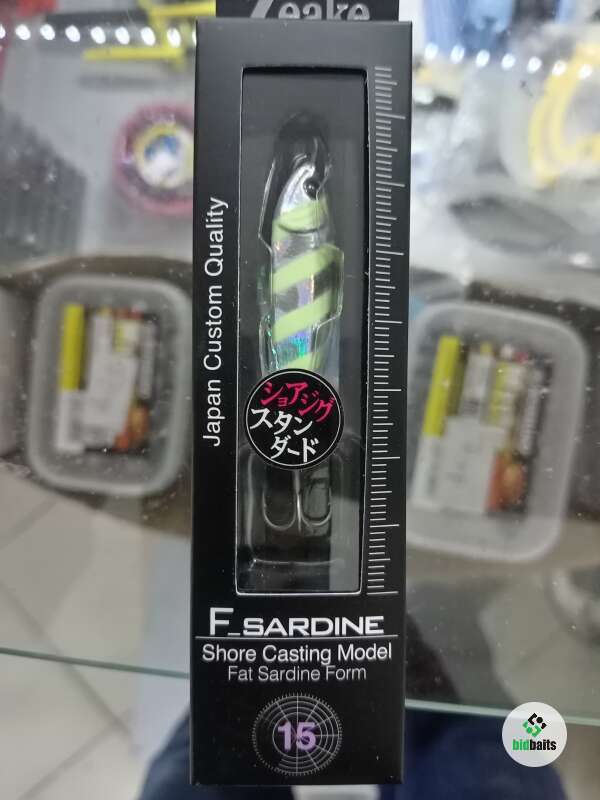 Zeake
Japan Custom Quality
ショアジグ
スタン
ダード
F_SARDINE
Shore Casting Model
Fat Sardine Form
15
bidbaits